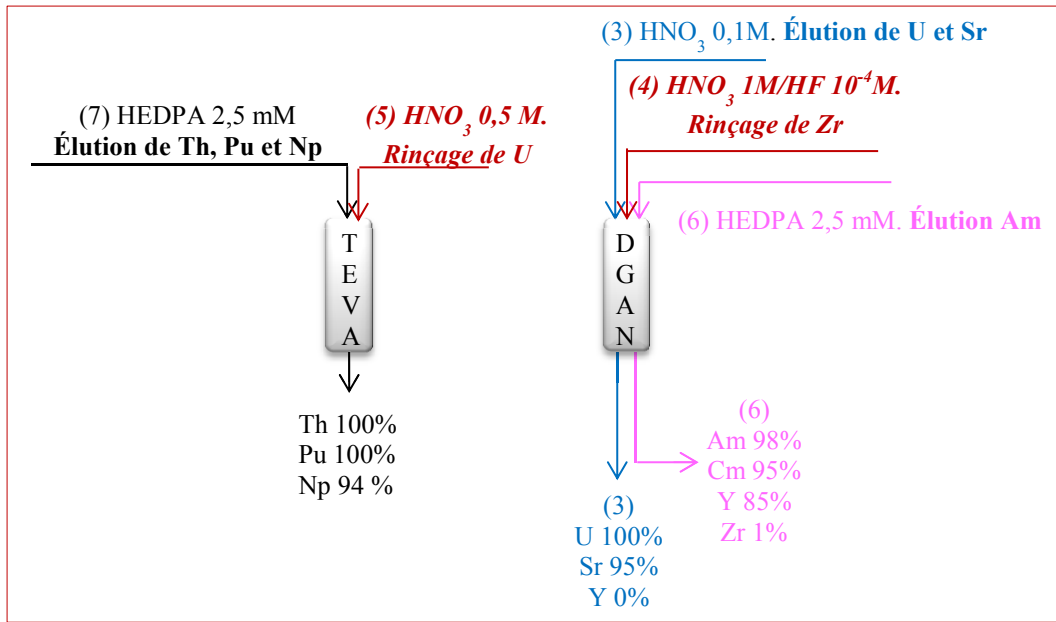 (3) HNO₃ 0,1M. Élution de U et Sr
(7) HEDPA 2,5 mM
Élution de Th, Pu et Np
(5) HNO₃ 0,5 M.
Rinçage de U
(4) HNO₃ 1M/HF 10⁻⁴M.
Rinçage de Zr
(6) HEDPA 2,5 mM. Élution Am
T
E
V
A
D
G
A
N
Th 100%
Pu 100%
Np 94 %
(6)
Am 98%
Cm 95%
Y 85%
Zr 1%
(3)
U 100%
Sr 95%
Y 0%